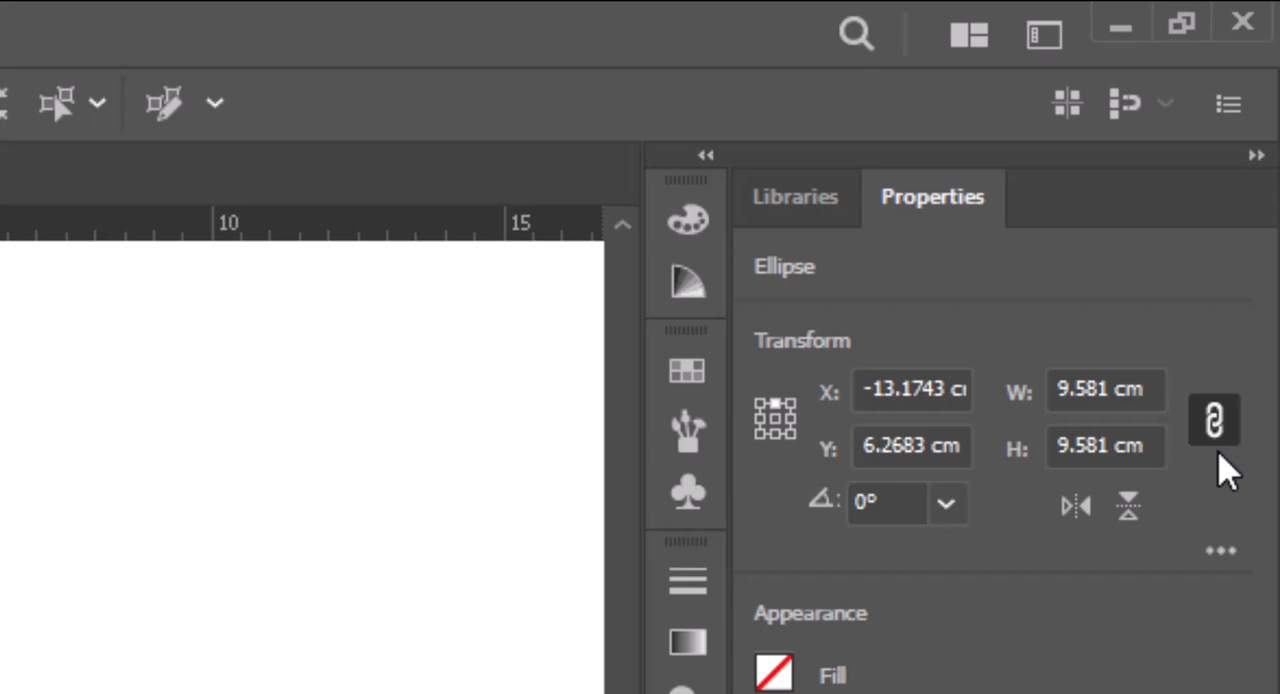 10
15
Libraries
Properties
Ellipse
Transform
X: -13.1743 c
W: 9.581 cm
Y: 6.2683 cm
H: 9.581 cm
: 0°
Appearance
Fill